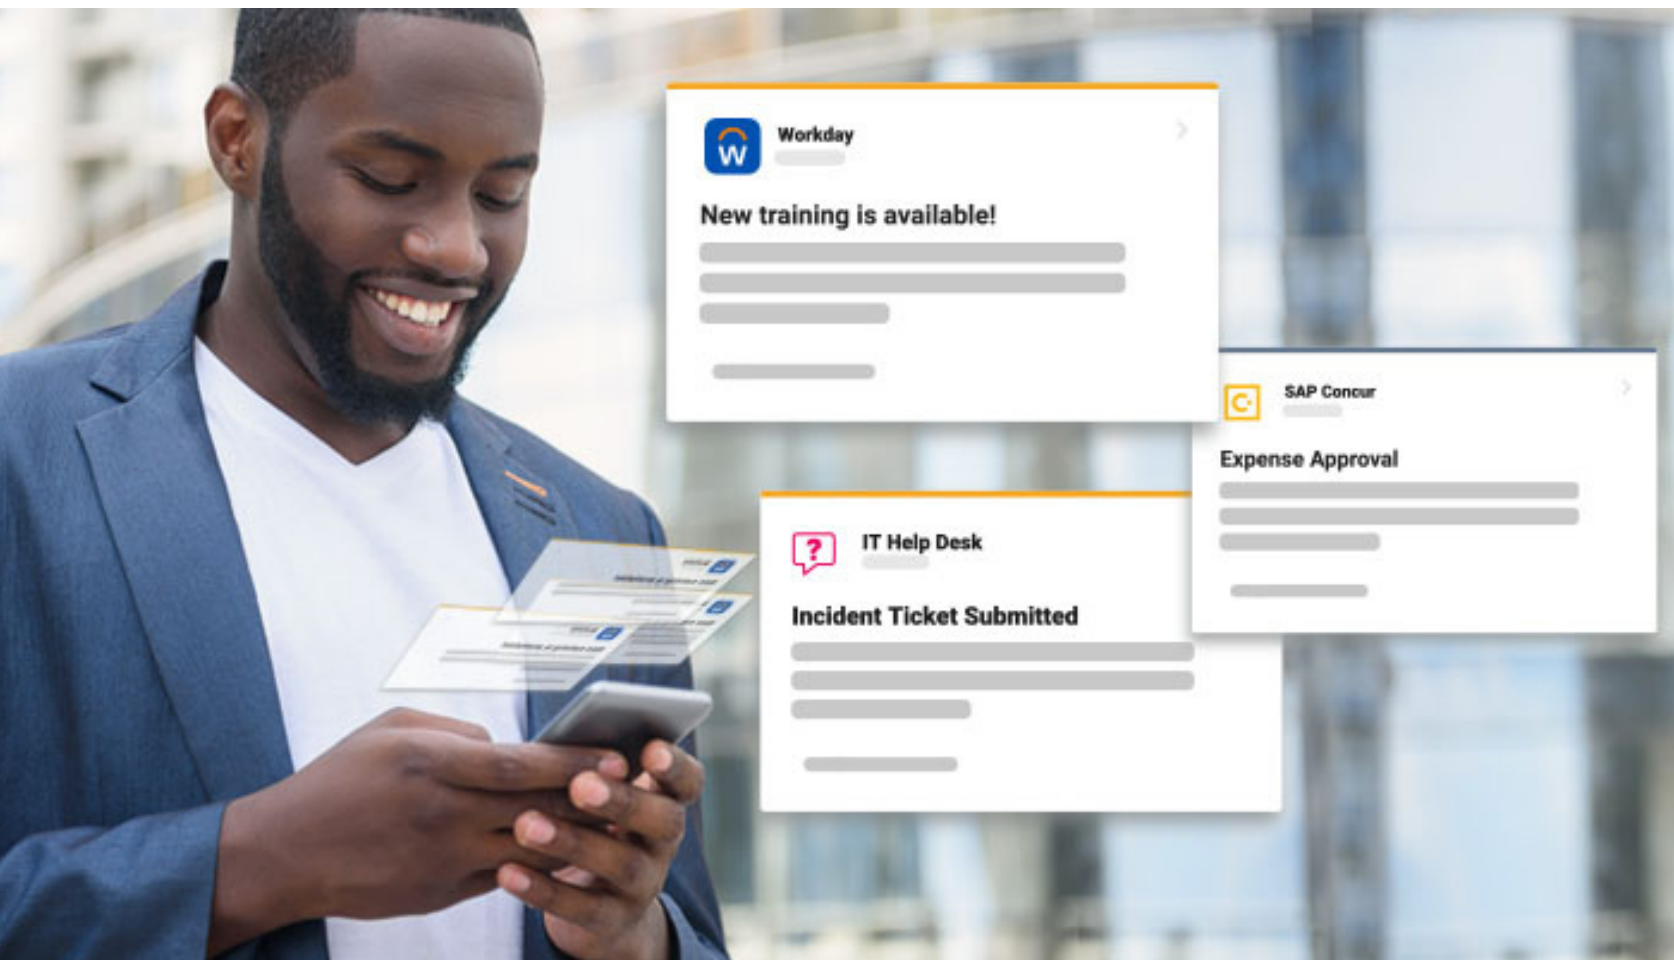 Workday
New training is available!
SAP Concur
Expense Approval
IT Help Desk
Incident Ticket Submitted